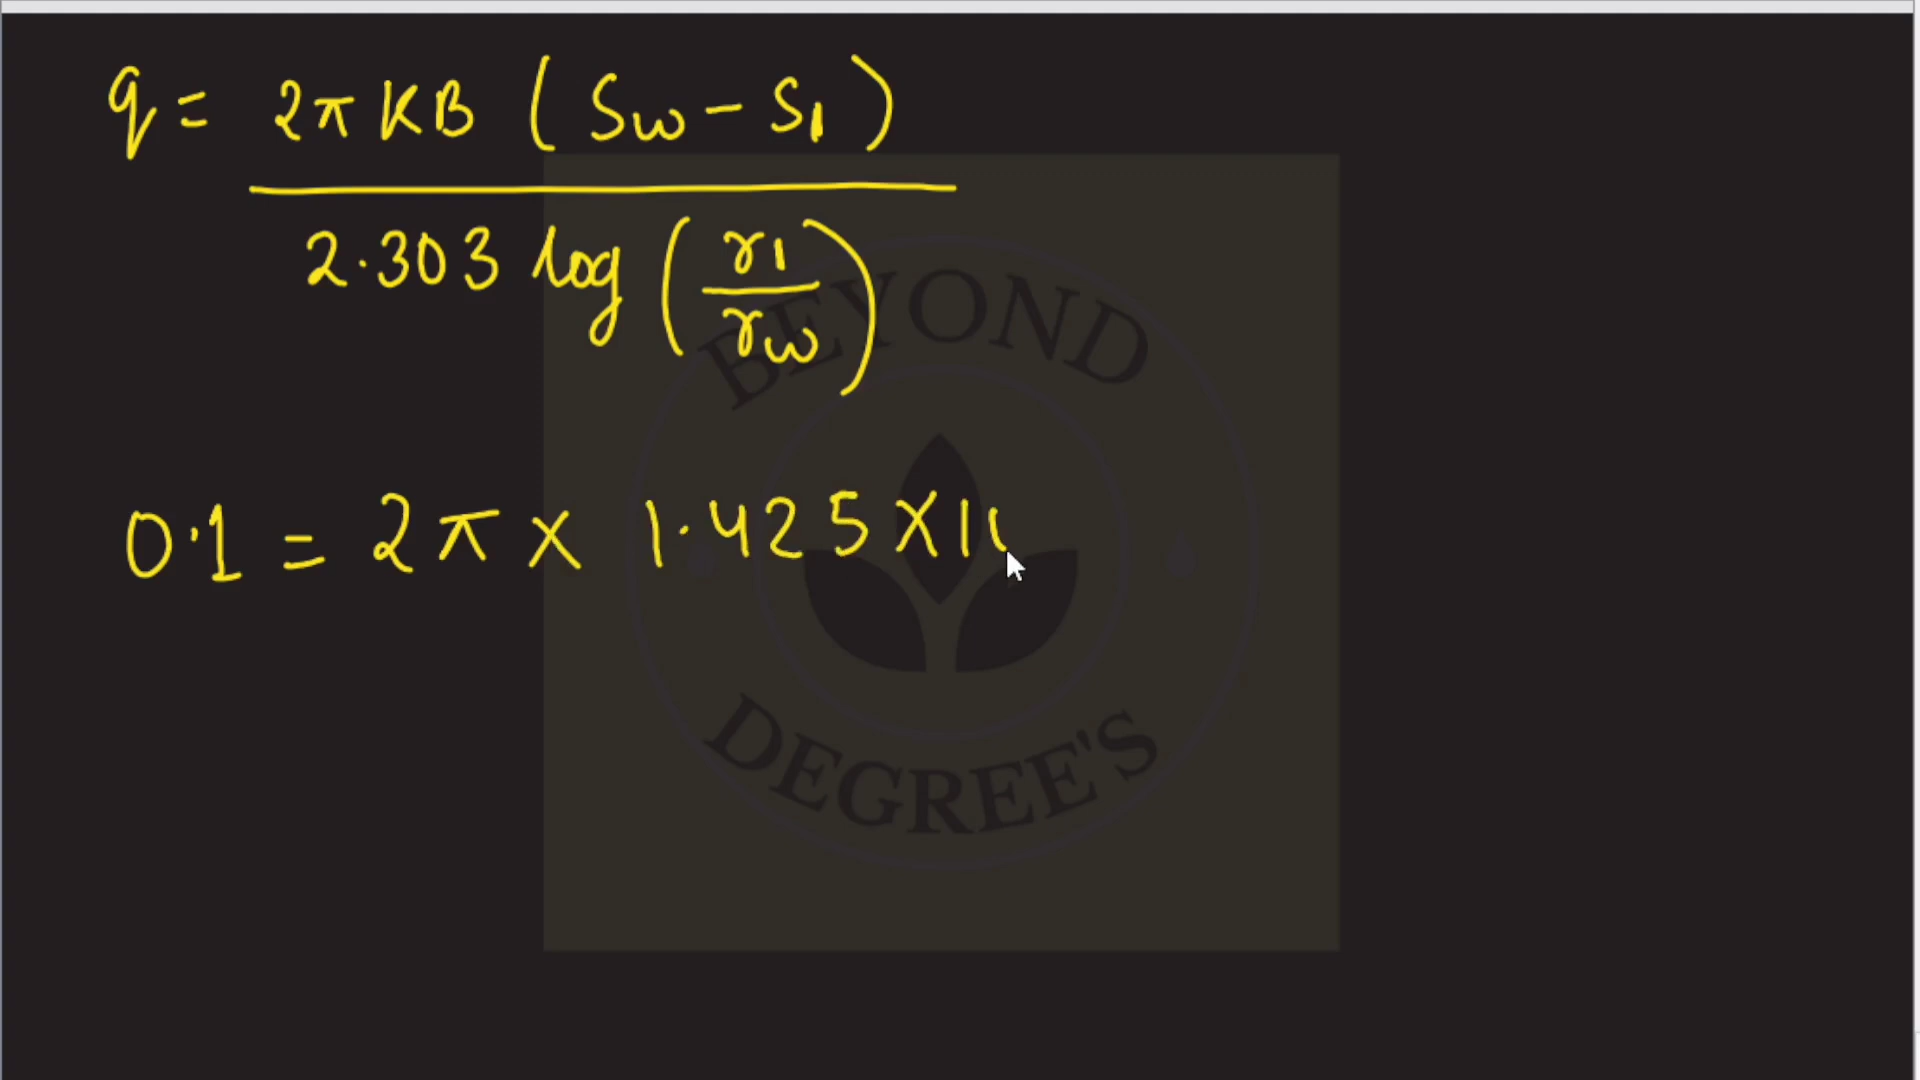 q = 2π KB ( Sw - S1 )
2.303 log ( r1 / rw )
BEYOND
0.1 = 2π x 1.425 X 1
DEGREE'S